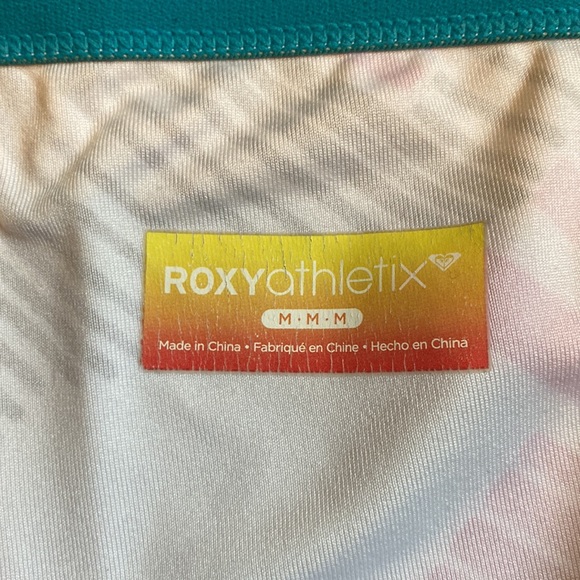 ROXYathletix
M • M • M
Made in China • Fabriqué en Chine • Hecho en China